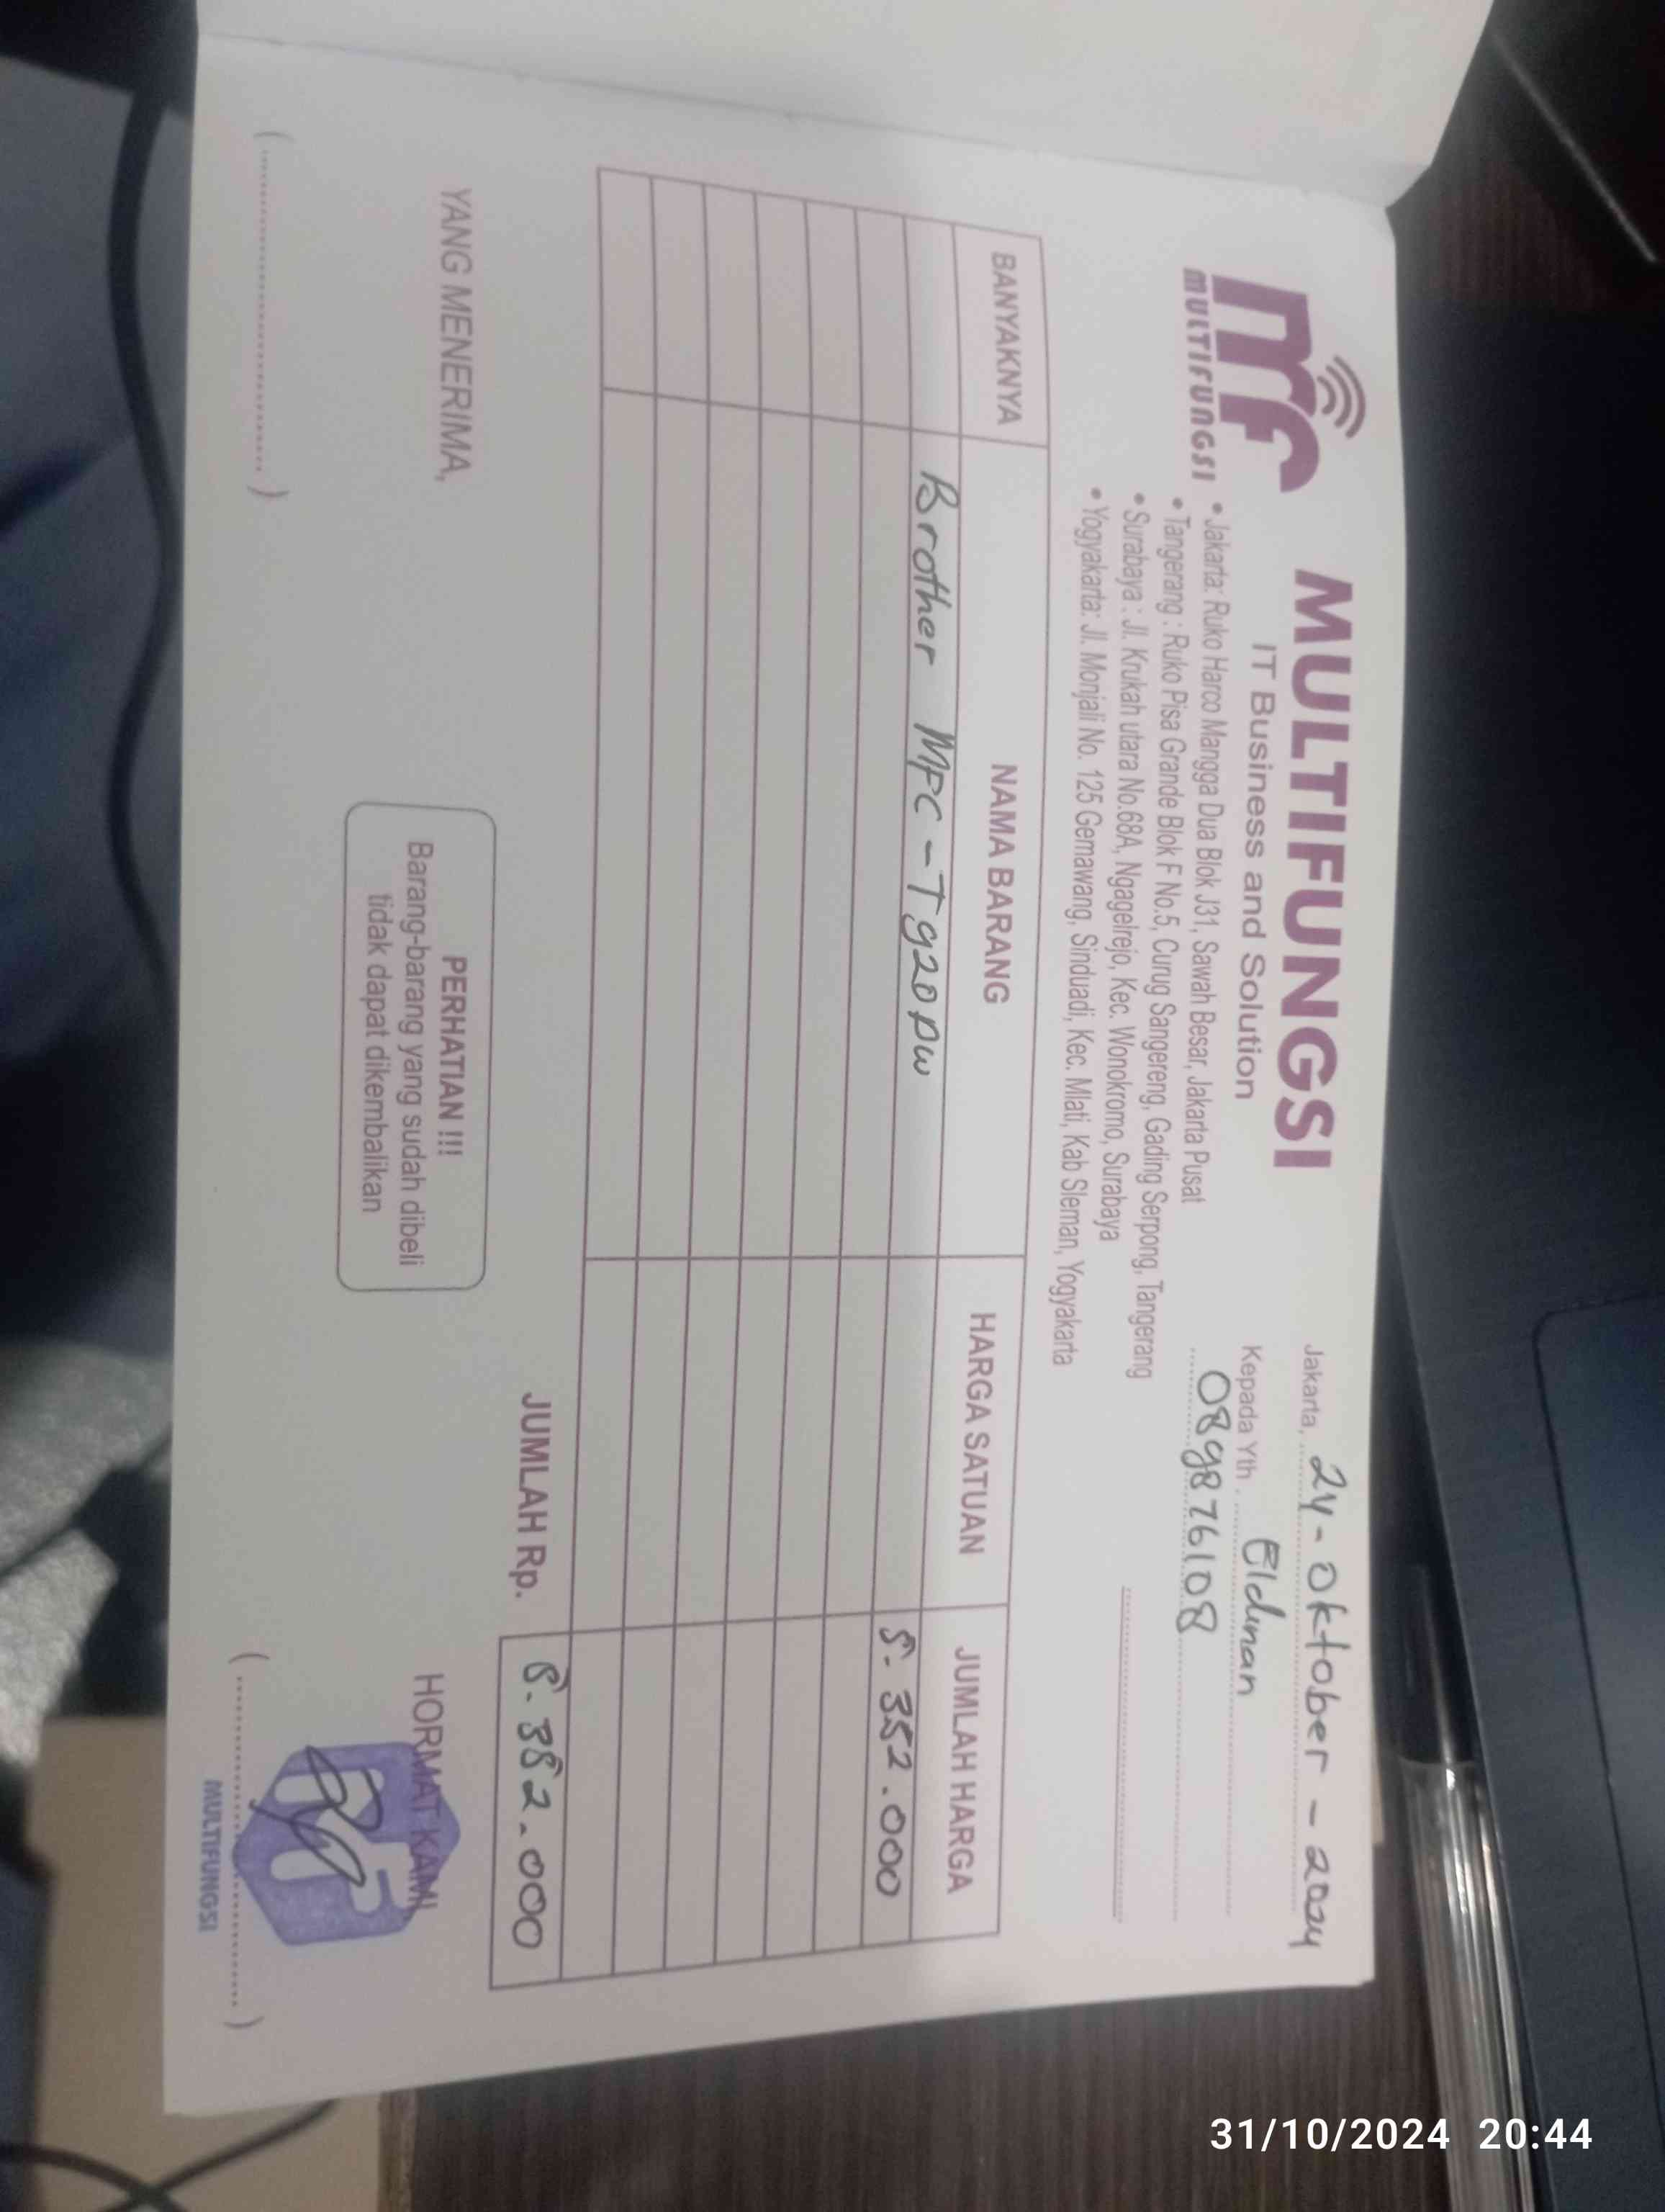 MULTIFUNGSI
MULTIFUNGSI
IT Business and Solution
• Jakarta: Ruko Harco Mangga Dua Blok J31, Sawah Besar, Jakarta Pusat
• Tangerang : Ruko Pisa Grande Blok F No.5, Curug Sangereng, Gading Serpong, Tangerang
• Surabaya : Jl. Krukah utara No.68A, Ngagelrejo, Kec. Wonokromo, Surabaya
• Yogyakarta: Jl. Monjali No. 125 Gemawang, Sinduadi, Kec. Mlati, Kab Sleman, Yogyakarta
Jakarta, 24 - Oktober - 2024
Kepada Yth.
0898876108
BANYAKNYA NAMA BARANG HARGA SATUAN JUMLAH HARGA
Brother MFC - T920DW 5.352.000
JUMLAH Rp. 5.352.000
YANG MENERIMA,
PERHATIAN !!!
Barang-barang yang sudah dibeli
tidak dapat dikembalikan
HORMAT KAMI
MULTIFUNGSI
31/10/2024 20:44